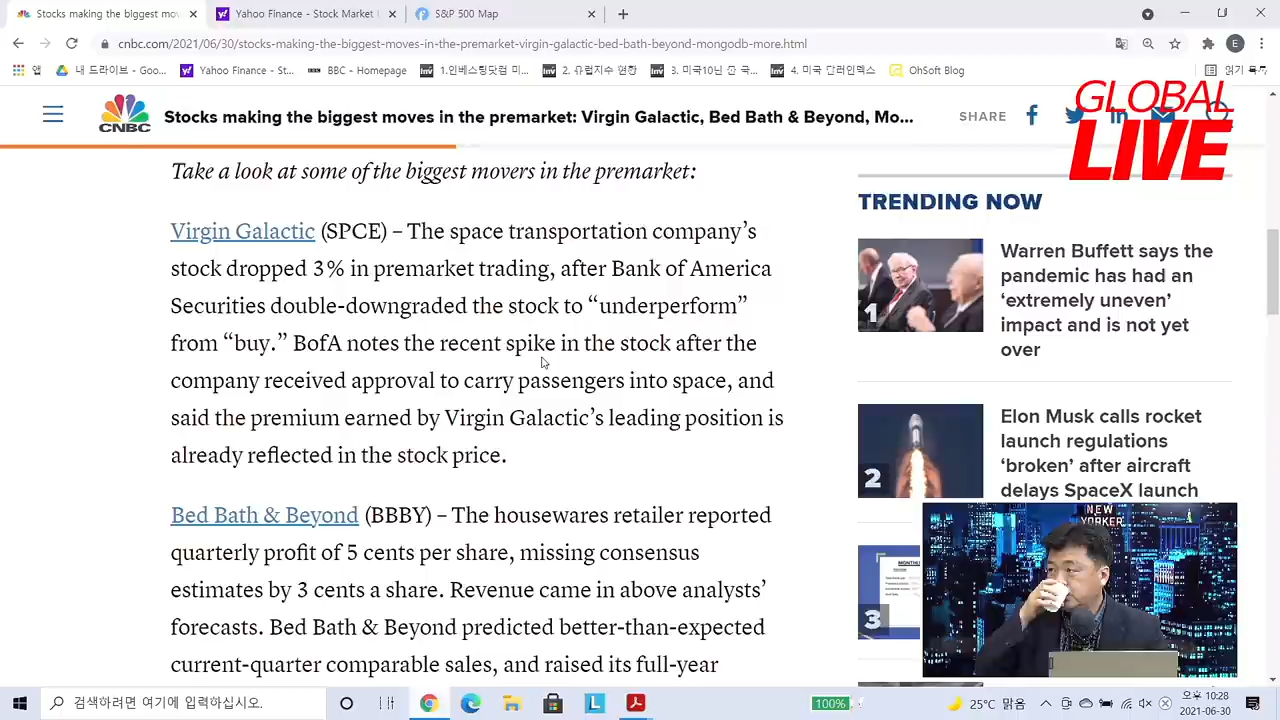 Stocks making the biggest mov
Yahoo Finance - Stock Market L
S&P 500 Map
cnbc.com/2021/06/30/stocks-making-the-biggest-moves-in-the-premarket-virgin-galactic-bed-bath-beyond-mongodb-more.html
E
앱
내 드라이브 - Goo...
Yahoo Finance - St...
BBC
BBC - Homepage
Inv
1.인베스팅닷컴 미...
Inv
2. 유럽지수 현황
Inv
3. 미국10년 만 국...
Inv
4. 미국 달러인덱스
OhSoft Blog
읽기 목록
CNBC
Stocks making the biggest moves in the premarket: Virgin Galactic, Bed Bath & Beyond, Mo...
SHARE
GLOBAL
LIVE
Take a look at some of the biggest movers in the premarket:
Virgin Galactic (SPCE) – The space transportation company’s
stock dropped 3% in premarket trading, after Bank of America
Securities double-downgraded the stock to “underperform”
from “buy.” BofA notes the recent spike in the stock after the
company received approval to carry passengers into space, and
said the premium earned by Virgin Galactic’s leading position is
already reflected in the stock price.
Bed Bath & Beyond (BBBY) – The housewares retailer reported
quarterly profit of 5 cents per share, missing consensus
estimates by 3 cents a share. Revenue came in above analysts’
forecasts. Bed Bath & Beyond predicted better-than-expected
current-quarter comparable sales and raised its full-year
TRENDING NOW
1
Warren Buffett says the
pandemic has had an
‘extremely uneven’
impact and is not yet
over
2
Elon Musk calls rocket
launch regulations
‘broken’ after aircraft
delays SpaceX launch
3
NEW
YORKER
검색하려면 여기에 입력하십시오.
100%
25°C 맑음
오후 10:28
2021-06-30